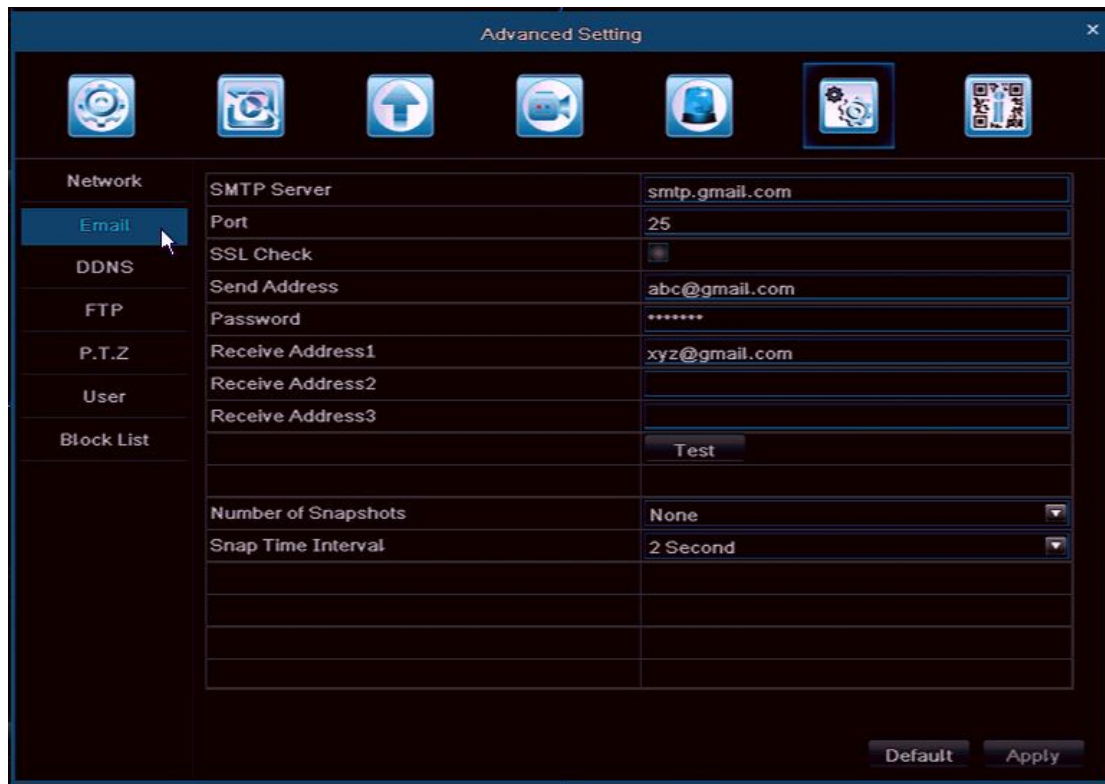 Advanced Setting
Network
Email
DDNS
FTP
P.T.Z
User
Block List
SMTP Server smtp.gmail.com
Port 25
SSL Check
Send Address abc@gmail.com
Password *******
Receive Address1 xyz@gmail.com
Receive Address2
Receive Address3
Test
Number of Snapshots None
Snap Time Interval 2 Second
Default Apply